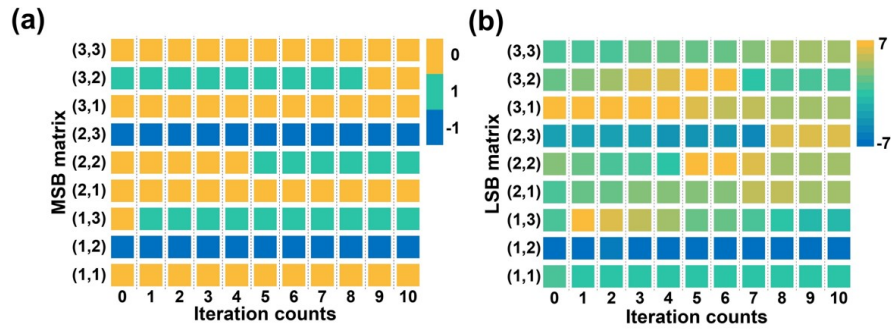 (a)
MSB matrix
(3,3)
(3,2)
(3,1)
(2,3)
(2,2)
(2,1)
(1,3)
(1,2)
(1,1)
0 1 2 3 4 5 6 7 8 9 10
Iteration counts
0
1
-1
(b)
LSB matrix
(3,3)
(3,2)
(3,1)
(2,3)
(2,2)
(2,1)
(1,3)
(1,2)
(1,1)
0 1 2 3 4 5 6 7 8 9 10
Iteration counts
7
-7